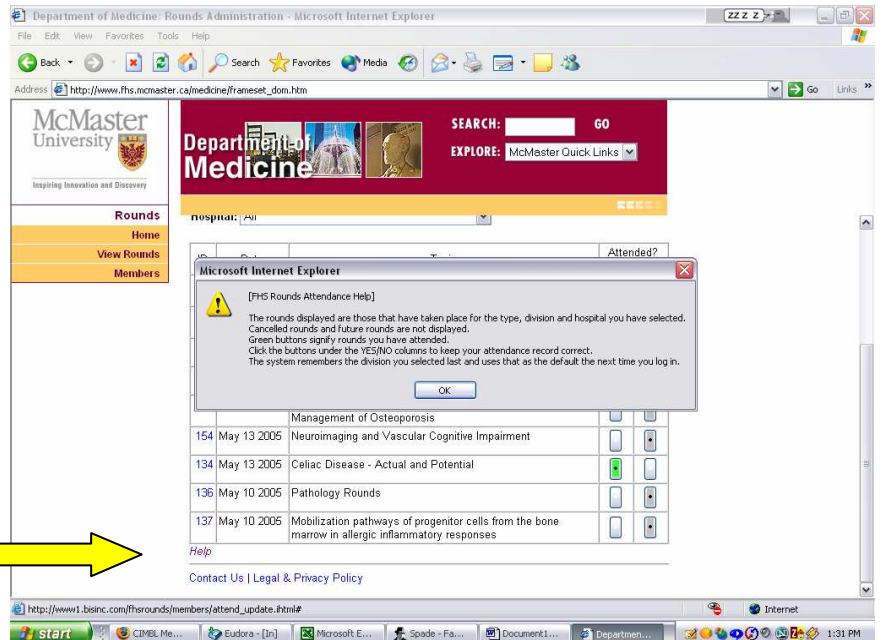 Department of Medicine: Rounds Administration - Microsoft Internet Explorer
ZZZ Z
File Edit View Favorites Tools Help
Back Search Favorites Media
Address http://www.fhs.mcmaster.ca/medicine/frameset_dom.htm Go Links »
McMaster
University
Inspiring Innovation and Discovery
Department of
Medicine
SEARCH: GO
EXPLORE: McMaster Quick Links
Rounds
Home
View Rounds
Members
Hospital: All
Attended?
Microsoft Internet Explorer
[FHS Rounds Attendance Help]
The rounds displayed are those that have taken place for the type, division and hospital you have selected.
Cancelled rounds and future rounds are not displayed.
Green buttons signify rounds you have attended.
Click the buttons under the YES/NO columns to keep your attendance record correct.
The system remembers the division you selected last and uses that as the default the next time you log in.
OK
Management of Osteoporosis
154 May 13 2005 Neuroimaging and Vascular Cognitive Impairment
134 May 13 2005 Celiac Disease - Actual and Potential
136 May 10 2005 Pathology Rounds
137 May 10 2005 Mobilization pathways of progenitor cells from the bone
marrow in allergic inflammatory responses
Help
Contact Us | Legal & Privacy Policy
http://www1.bisinc.com/fhsrounds/members/attend_update.ihtml# Internet
start CIMBL Me... Eudora - [In] Microsoft E... Spade - Fa... Document1... Departmen... 1:31 PM